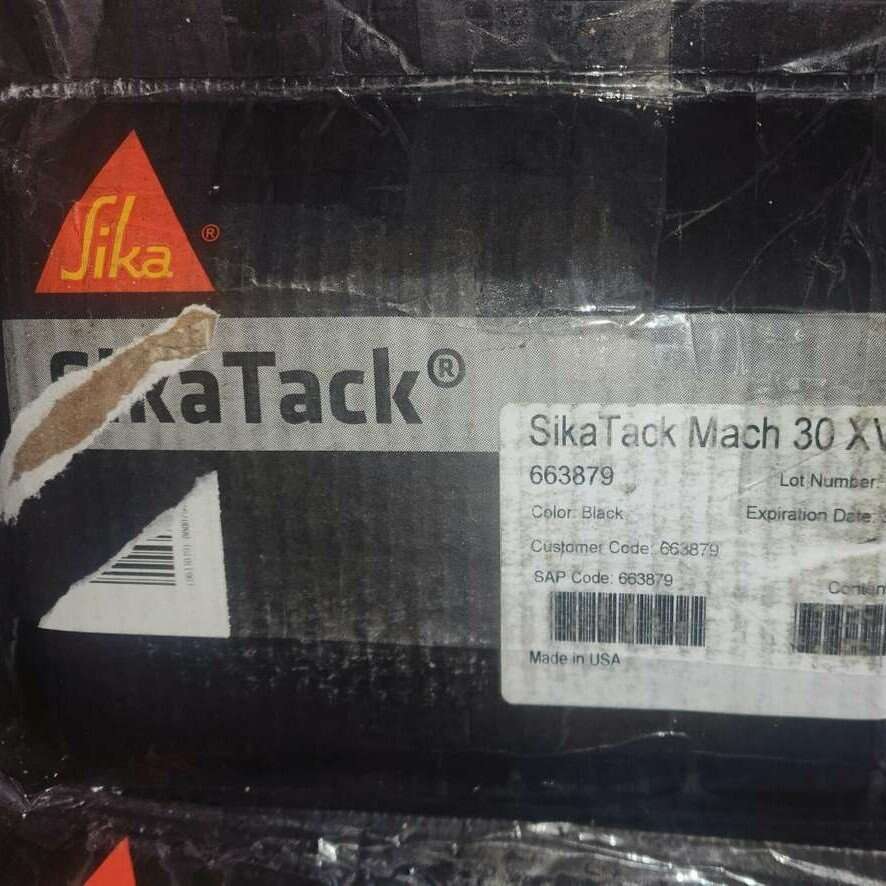 Sika®
SikaTack®
SikaTack Mach 30 XV
663879
Lot Number:
Color: Black
Expiration Date:
Customer Code: 663879
SAP Code: 663879
Conten
Made in USA